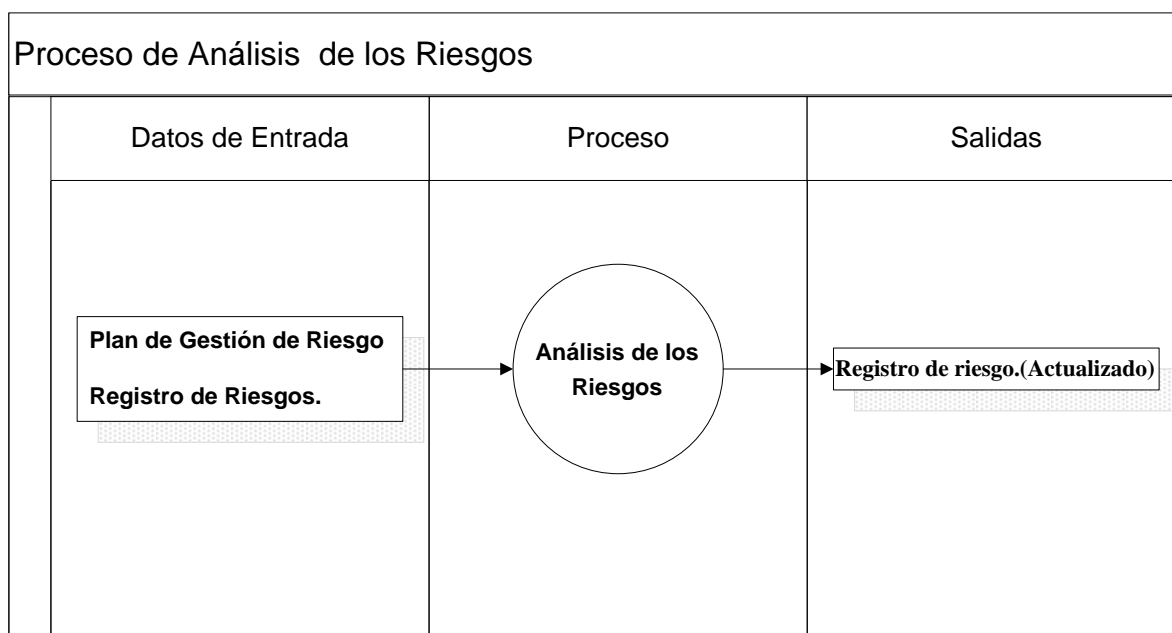 Proceso de Análisis de los Riesgos
Datos de Entrada
Proceso
Salidas
Plan de Gestión de Riesgo
Registro de Riesgos.
Análisis de los
Riesgos
Registro de riesgo.(Actualizado)